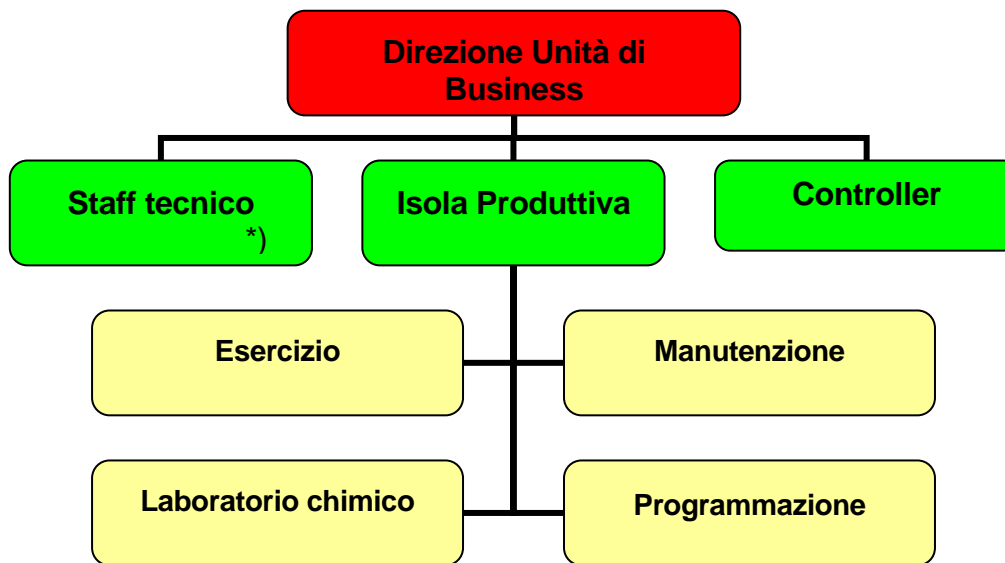 Direzione Unità di
Business
Staff tecnico
*)
Isola Produttiva
Controller
Esercizio
Manutenzione
Laboratorio chimico
Programmazione